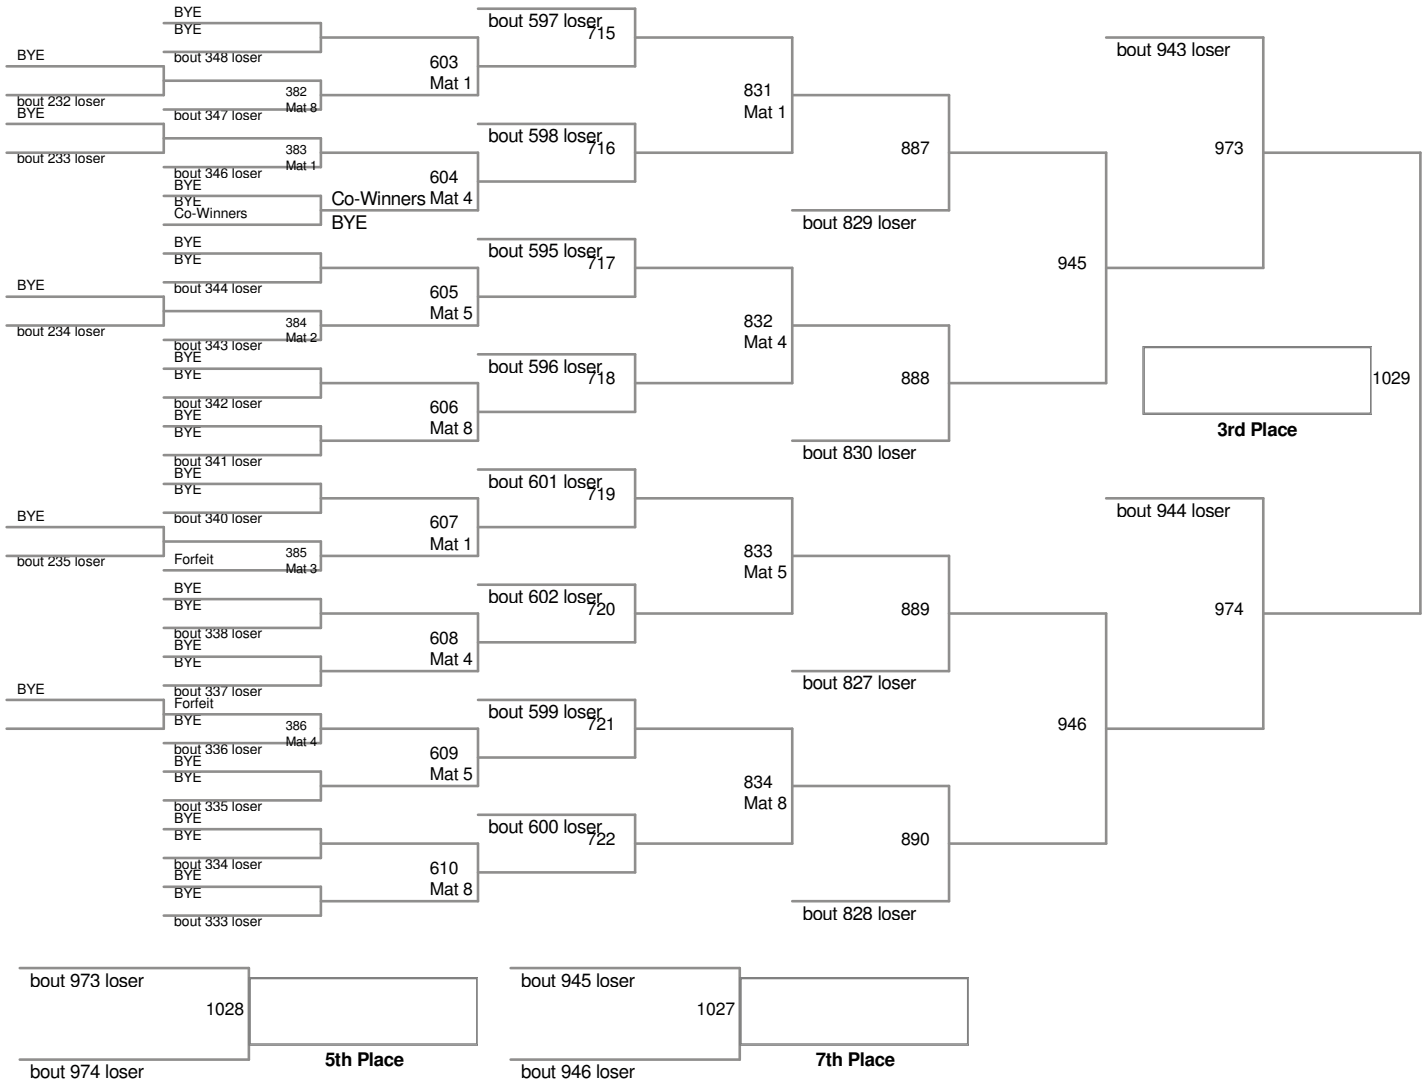 BYE
BYE
bout 348 loser
BYE
bout 232 loser
382
Mat 8
bout 347 loser
603
Mat 1
bout 597 loser
715
BYE
bout 233 loser
383
Mat 1
bout 346 loser
BYE
BYE
Co-Winners
Co-Winners
BYE
604
Mat 4
bout 598 loser
716
831
Mat 1
887
bout 829 loser
BYE
BYE
bout 344 loser
BYE
bout 234 loser
384
Mat 2
bout 343 loser
605
Mat 5
bout 595 loser
717
BYE
BYE
bout 342 loser
BYE
BYE
bout 341 loser
606
Mat 8
bout 596 loser
718
832
Mat 4
888
bout 830 loser
945
bout 943 loser
973
1029
3rd Place
BYE
BYE
bout 340 loser
BYE
bout 235 loser
Forfeit
385
Mat 3
607
Mat 1
bout 601 loser
719
BYE
BYE
bout 338 loser
BYE
BYE
bout 337 loser
608
Mat 4
bout 602 loser
720
833
Mat 5
889
bout 827 loser
BYE
Forfeit
BYE
386
Mat 4
bout 336 loser
BYE
BYE
bout 335 loser
609
Mat 5
bout 599 loser
721
BYE
BYE
bout 334 loser
BYE
BYE
bout 333 loser
610
Mat 8
bout 600 loser
722
834
Mat 8
890
bout 828 loser
946
bout 944 loser
974
bout 973 loser
1028
bout 974 loser
5th Place
bout 945 loser
1027
bout 946 loser
7th Place